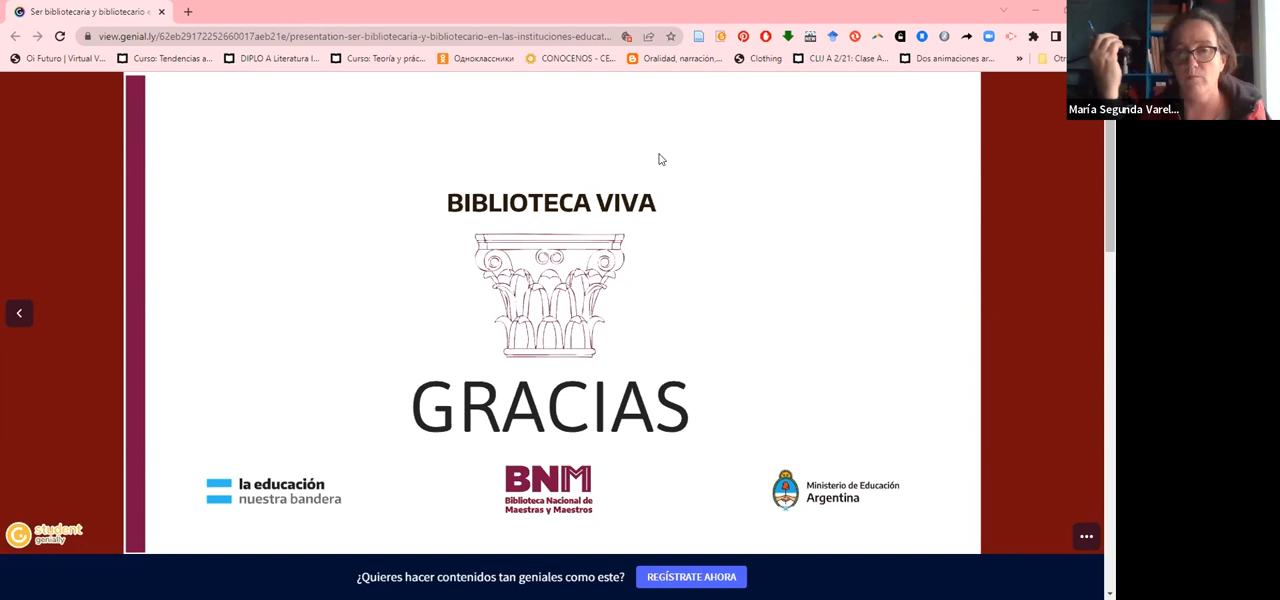 Ser bibliotecaria y bibliotecario e
view.genial.ly/62eb29172252660017aeb21e/presentation-ser-bibliotecaria-y-bibliotecario-en-las-instituciones-educat...
Oi Futuro | Virtual V...
Curso: Tendencias a...
DIPLO A Literatura I...
Curso: Teoría y prác...
Одноклассники
CONOCENOS - CE...
Oralidad, narración,...
Clothing
CLIJ A 2/21: Clase A...
Dos animaciones ar...
»
Otr
María Segunda Varel...
BIBLIOTECA VIVA
GRACIAS
la educación
nuestra bandera
BNM
Biblioteca Nacional de
Maestras y Maestros
Ministerio de Educación
Argentina
student
genially
¿Quieres hacer contenidos tan geniales como este?
REGÍSTRATE AHORA